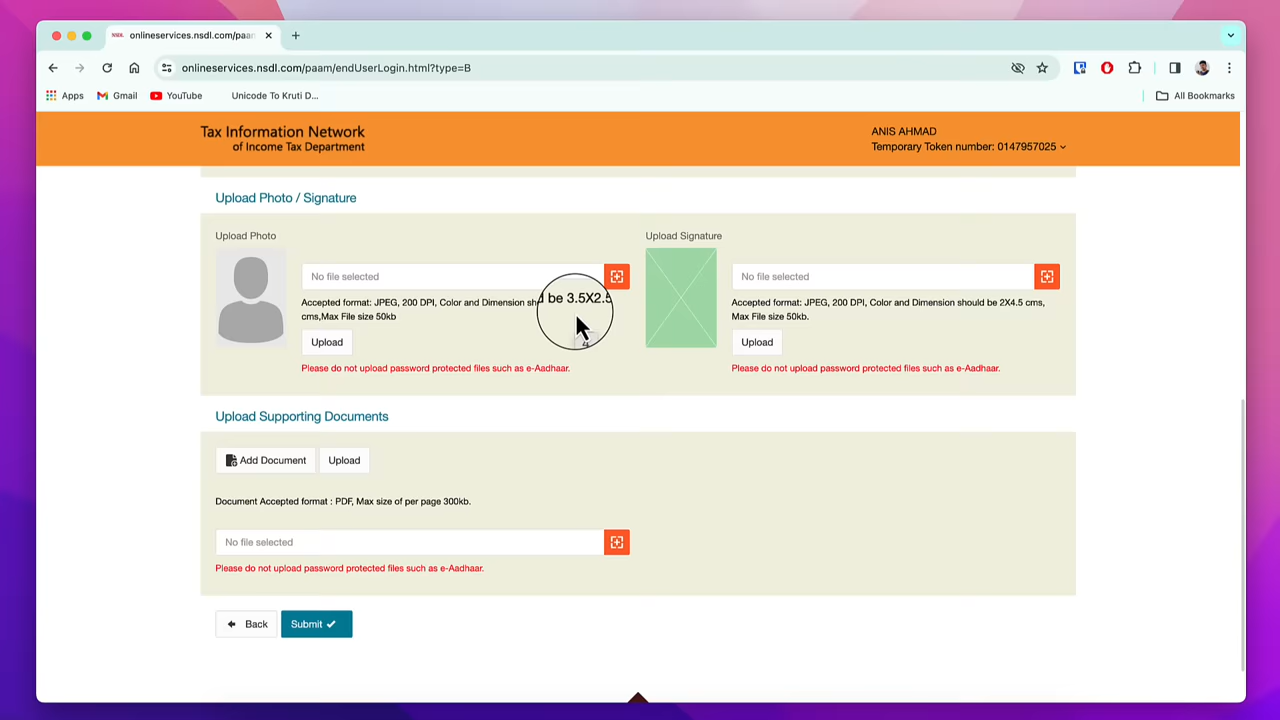 NSDL onlineservices.nsdl.com/paan
onlineservices.nsdl.com/paam/endUserLogin.html?type=B
Apps Gmail YouTube Unicode To Kruti D... All Bookmarks
Tax Information Network
of Income Tax Department
ANIS AHMAD
Temporary Token number: 0147957025
Upload Photo / Signature
Upload Photo
No file selected
Accepted format: JPEG, 200 DPI, Color and Dimension should be 3.5X2.5
cms,Max File size 50kb
Upload
Please do not upload password protected files such as e-Aadhaar.
Upload Signature
No file selected
Accepted format: JPEG, 200 DPI, Color and Dimension should be 2X4.5 cms,
Max File size 50kb.
Upload
Please do not upload password protected files such as e-Aadhaar.
Upload Supporting Documents
Add Document Upload
Document Accepted format : PDF, Max size of per page 300kb.
No file selected
Please do not upload password protected files such as e-Aadhaar.
Back Submit